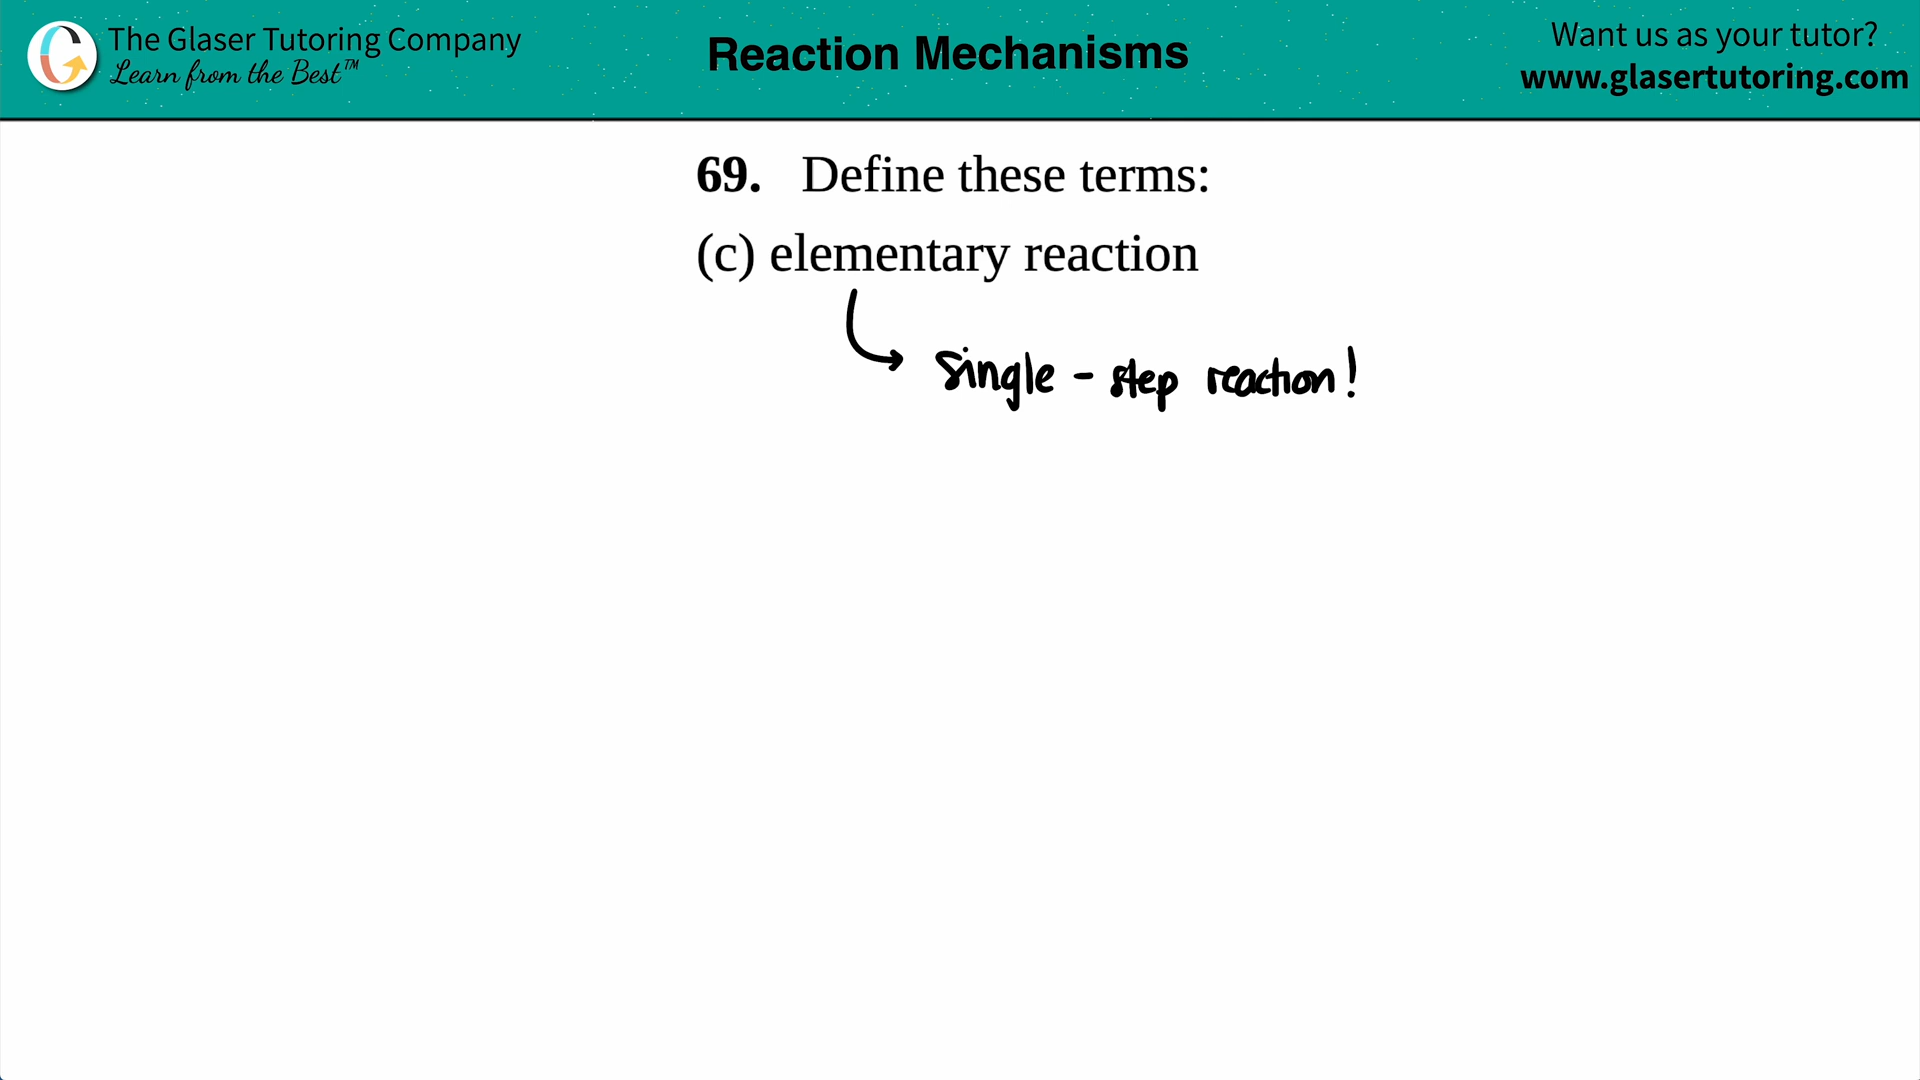 The Glaser Tutoring Company
Learn from the Best™
Reaction Mechanisms
Want us as your tutor?
www.glasertutoring.com
69. Define these terms:
(c) elementary reaction
single - step reaction!